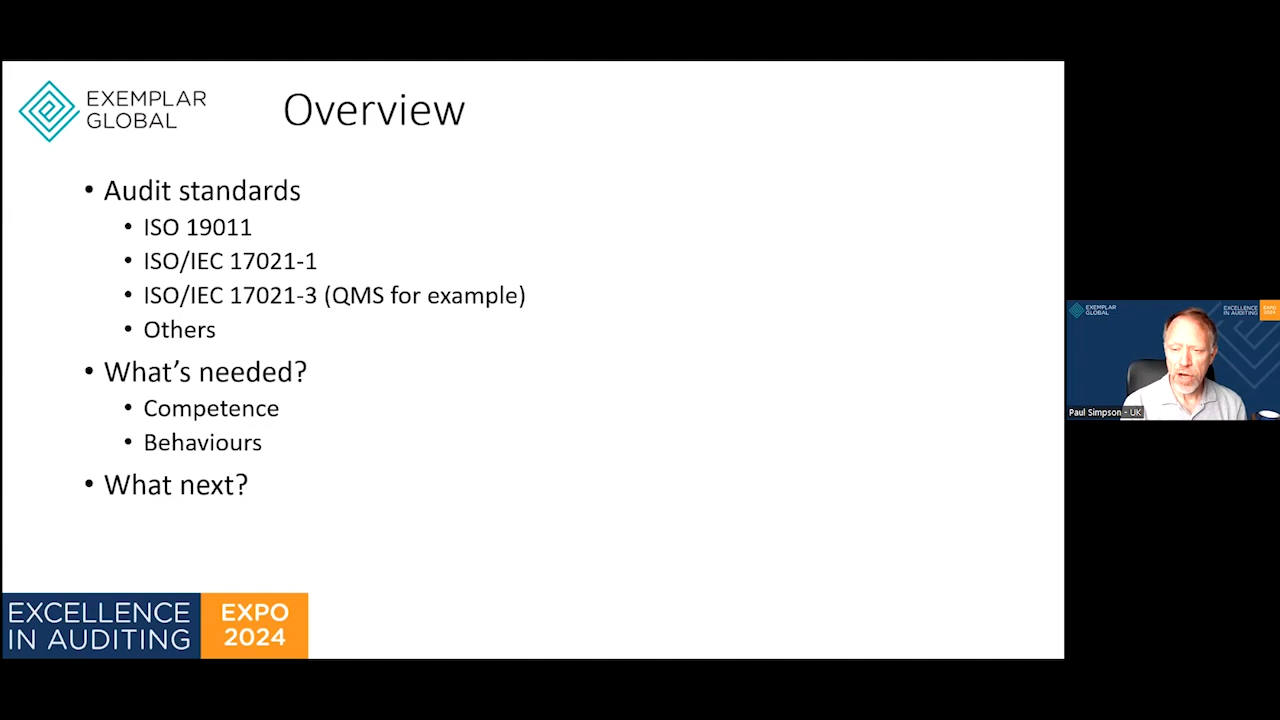 EXEMPLAR
GLOBAL
Overview
• Audit standards
• ISO 19011
• ISO/IEC 17021-1
• ISO/IEC 17021-3 (QMS for example)
• Others
• What's needed?
• Competence
• Behaviours
• What next?
EXCELLENCE
IN AUDITING
EXPO
2024
EXEMPLAR
GLOBAL
EXCELLENCE
IN AUDITING
EXPO
2024
Paul Simpson - UK